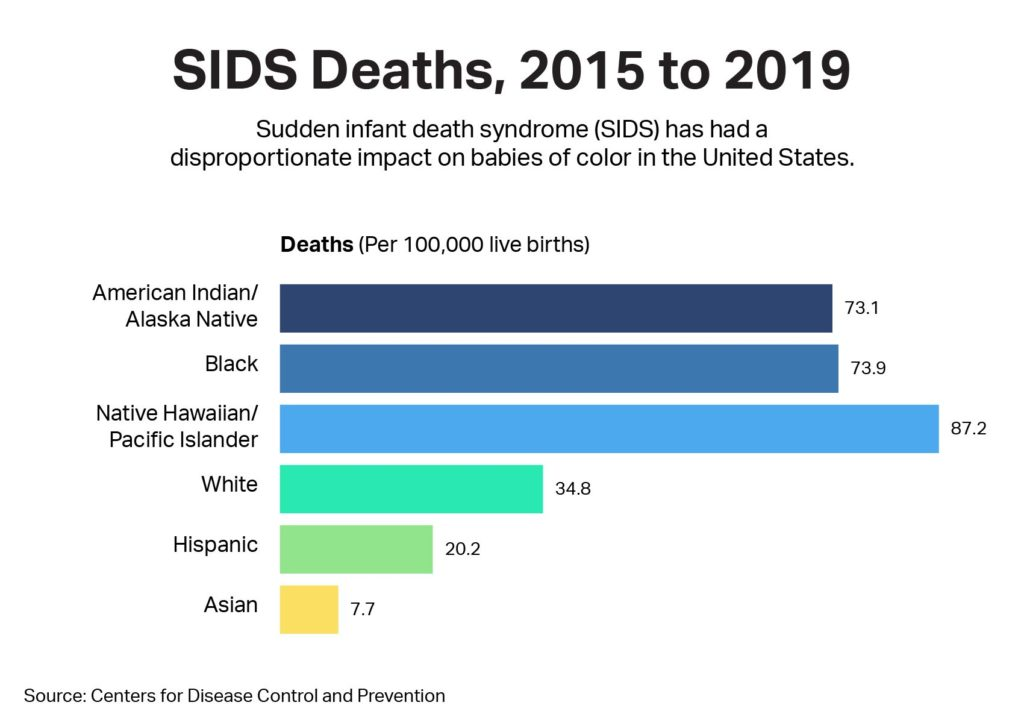 SIDS Deaths, 2015 to 2019
Sudden infant death syndrome (SIDS) has had a
disproportionate impact on babies of color in the United States.
Deaths (Per 100,000 live births)
American Indian/
Alaska Native
73.1
Black
73.9
Native Hawaiian/
Pacific Islander
87.2
White
34.8
Hispanic
20.2
Asian
7.7
Source: Centers for Disease Control and Prevention